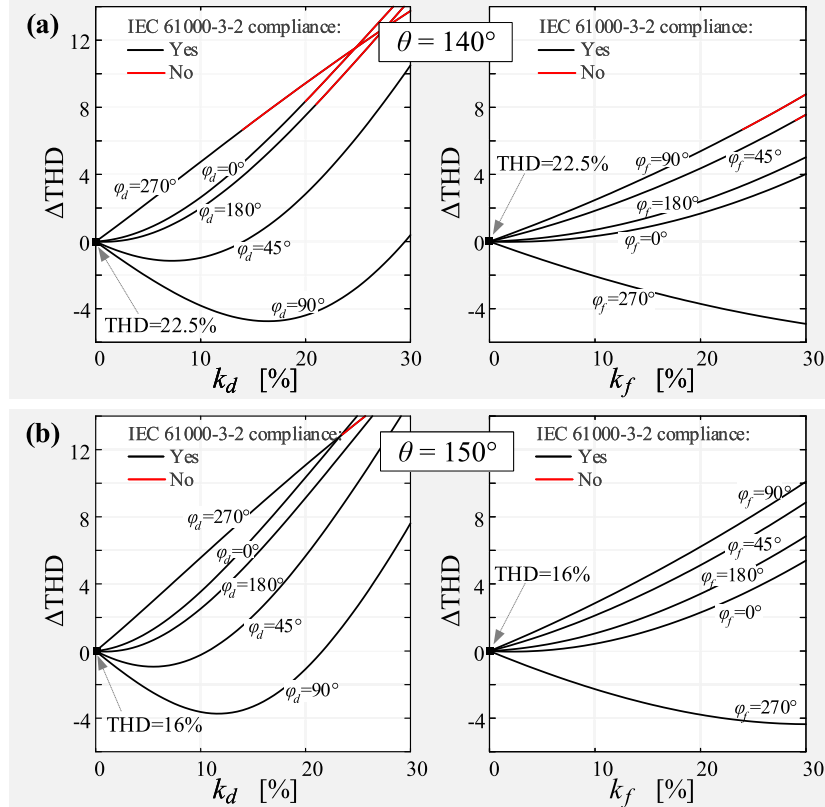 (a)
IEC 61000-3-2 compliance:
Yes
No
θ = 140°
IEC 61000-3-2 compliance:
Yes
No
12
8
4
0
-4
ΔTHD
φd=270°
φd=0°
φd=180°
φd=45°
φd=90°
THD=22.5%
0
10
20
30
kd [%]
12
8
4
0
-4
ΔTHD
THD=22.5%
φf=90°
φf=45°
φf=180°
φf=0°
φf=270°
0
10
20
30
kf [%]
(b)
IEC 61000-3-2 compliance:
Yes
No
θ = 150°
IEC 61000-3-2 compliance:
Yes
No
12
8
4
0
-4
ΔTHD
φd=270°
φd=0°
φd=180°
φd=45°
φd=90°
THD=16%
0
10
20
30
kd [%]
12
8
4
0
-4
ΔTHD
THD=16%
φf=90°
φf=45°
φf=180°
φf=0°
φf=270°
0
10
20
30
kf [%]